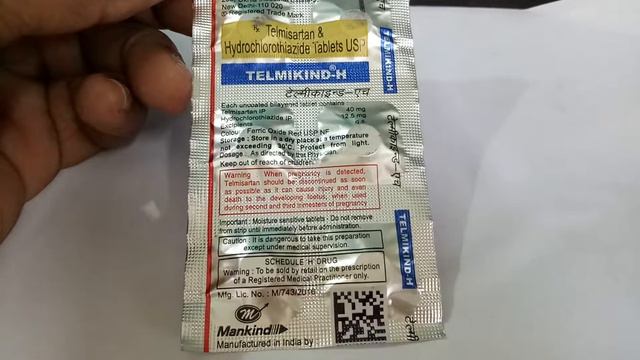 New Delhi-110 020
® Registered Trade Mark
Rx Telmisartan &
Hydrochlorothiazide Tablets USP
TELMIKIND®-H
टेल्मीकाइन्ड-एच
Each uncoated bilayered tablet contains
Telmisartan IP 40 mg
Hydrochlorothiazide IP 12.5 mg
Excipients q.s.
Colour: Ferric Oxide Red USP NF
Storage : Store in a dry place at a temperature
not exceeding 30°C. Protect from light.
Dosage : As directed by the
Keep out of reach of children.
Warning : When pregnancy is detected,
Telmisartan should be discontinued as soon
as possible as it can cause injury and even
death to the developing foetus, when used
during second and third trimesters of pregnancy
Important : Moisture sensitive tablets - Do not remove
from strip until immediately before administration.
Caution : It is dangerous to take this preparation
except under medical supervision.
SCHEDULE 'H' DRUG
Warning : To be sold by retail on the prescription
of a Registered Medical Practitioner only.
Mfg. Lic. No. : M/743/2016
Mankind
Manufactured in India by
TELMIKIND-H
टेल्मीकाइन्ड-एच
TELMIKIND-H